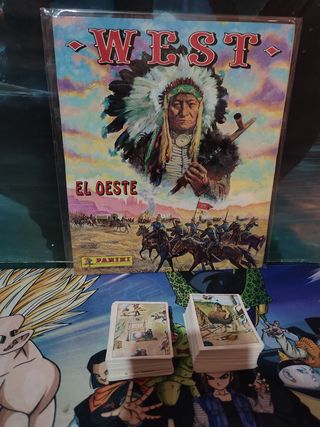 · WEST ·
EL OESTE
PANINI